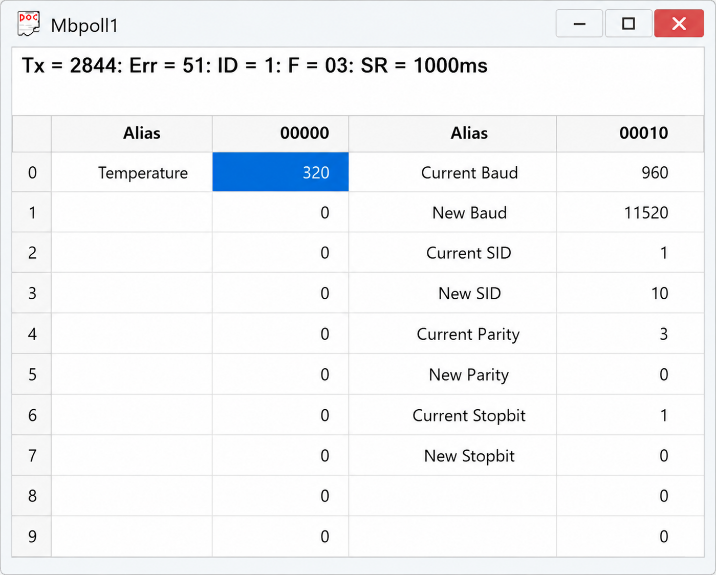 DOC
Mbpoll1
Tx = 2844: Err = 51: ID = 1: F = 03: SR = 1000ms
Alias 00000 Alias 00010
0 Temperature 320 Current Baud 960
1 0 New Baud 11520
2 0 Current SID 1
3 0 New SID 10
4 0 Current Parity 3
5 0 New Parity 0
6 0 Current Stopbit 1
7 0 New Stopbit 0
8 0 0
9 0 0